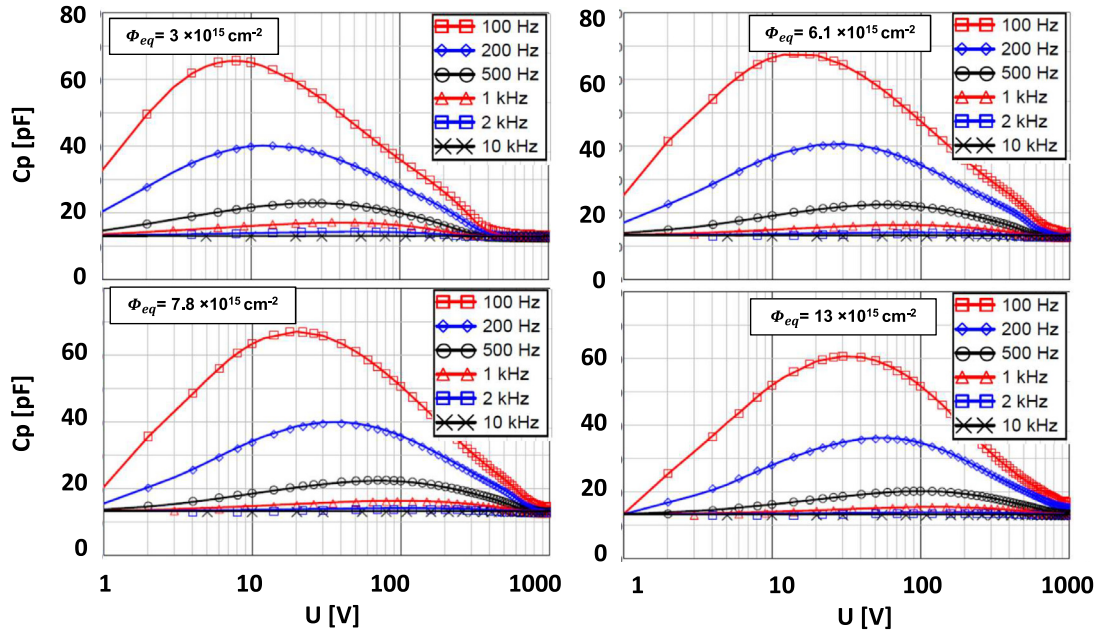 80
Φeq= 3 ×10¹⁵ cm⁻²
100 Hz
200 Hz
500 Hz
1 kHz
2 kHz
10 kHz
60
40
20
0
Cp [pF]
80
Φeq= 6.1 ×10¹⁵ cm⁻²
100 Hz
200 Hz
500 Hz
1 kHz
2 kHz
10 kHz
60
40
20
0
Φeq= 7.8 ×10¹⁵ cm⁻²
100 Hz
200 Hz
500 Hz
1 kHz
2 kHz
10 kHz
60
40
20
0
Cp [pF]
1 10 100 1000
U [V]
Φeq= 13 ×10¹⁵ cm⁻²
100 Hz
200 Hz
500 Hz
1 kHz
2 kHz
10 kHz
60
40
20
0
1 10 100 1000
U [V]